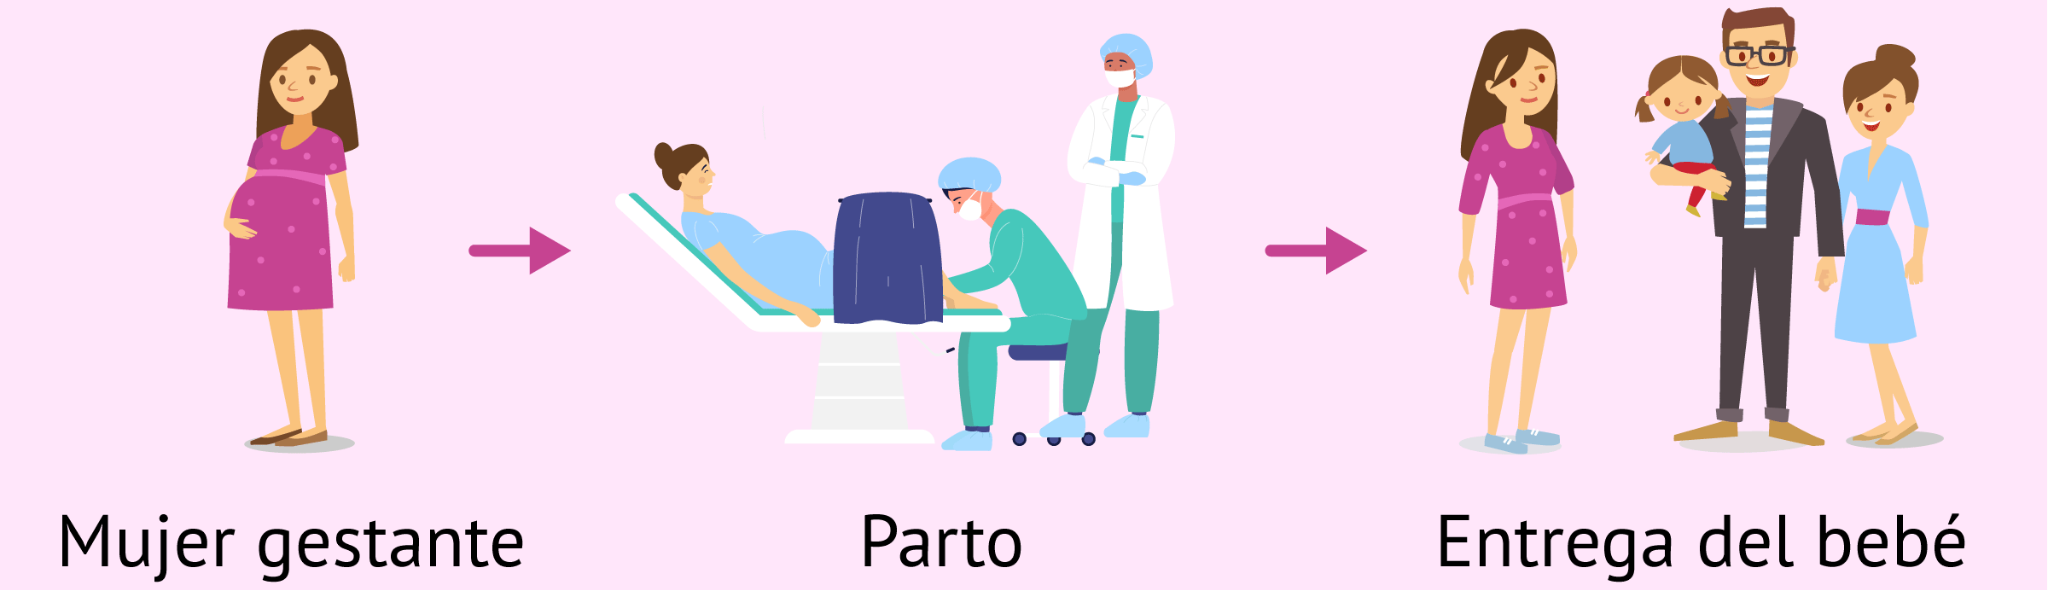 Mujer gestante
Parto
Entrega del bebé